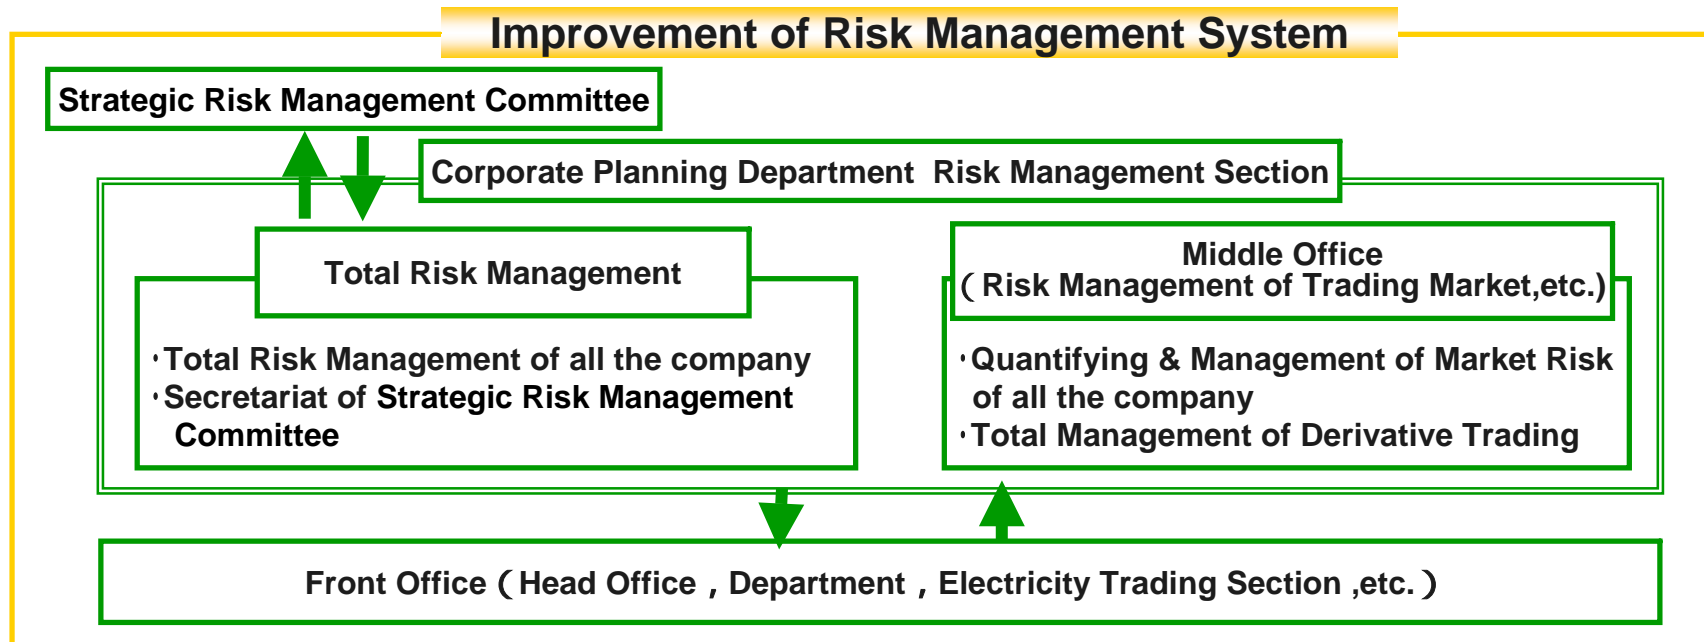 Improvement of Risk Management System
Strategic Risk Management Committee
Corporate Planning Department  Risk Management Section
Total Risk Management
・Total Risk Management of all the company
・Secretariat of Strategic Risk Management
Committee
Middle Office
（Risk Management of Trading Market,etc.)
・Quantifying & Management of Market Risk
of all the company
・Total Management of Derivative Trading
Front Office（Head Office，Department，Electricity Trading Section ,etc.）